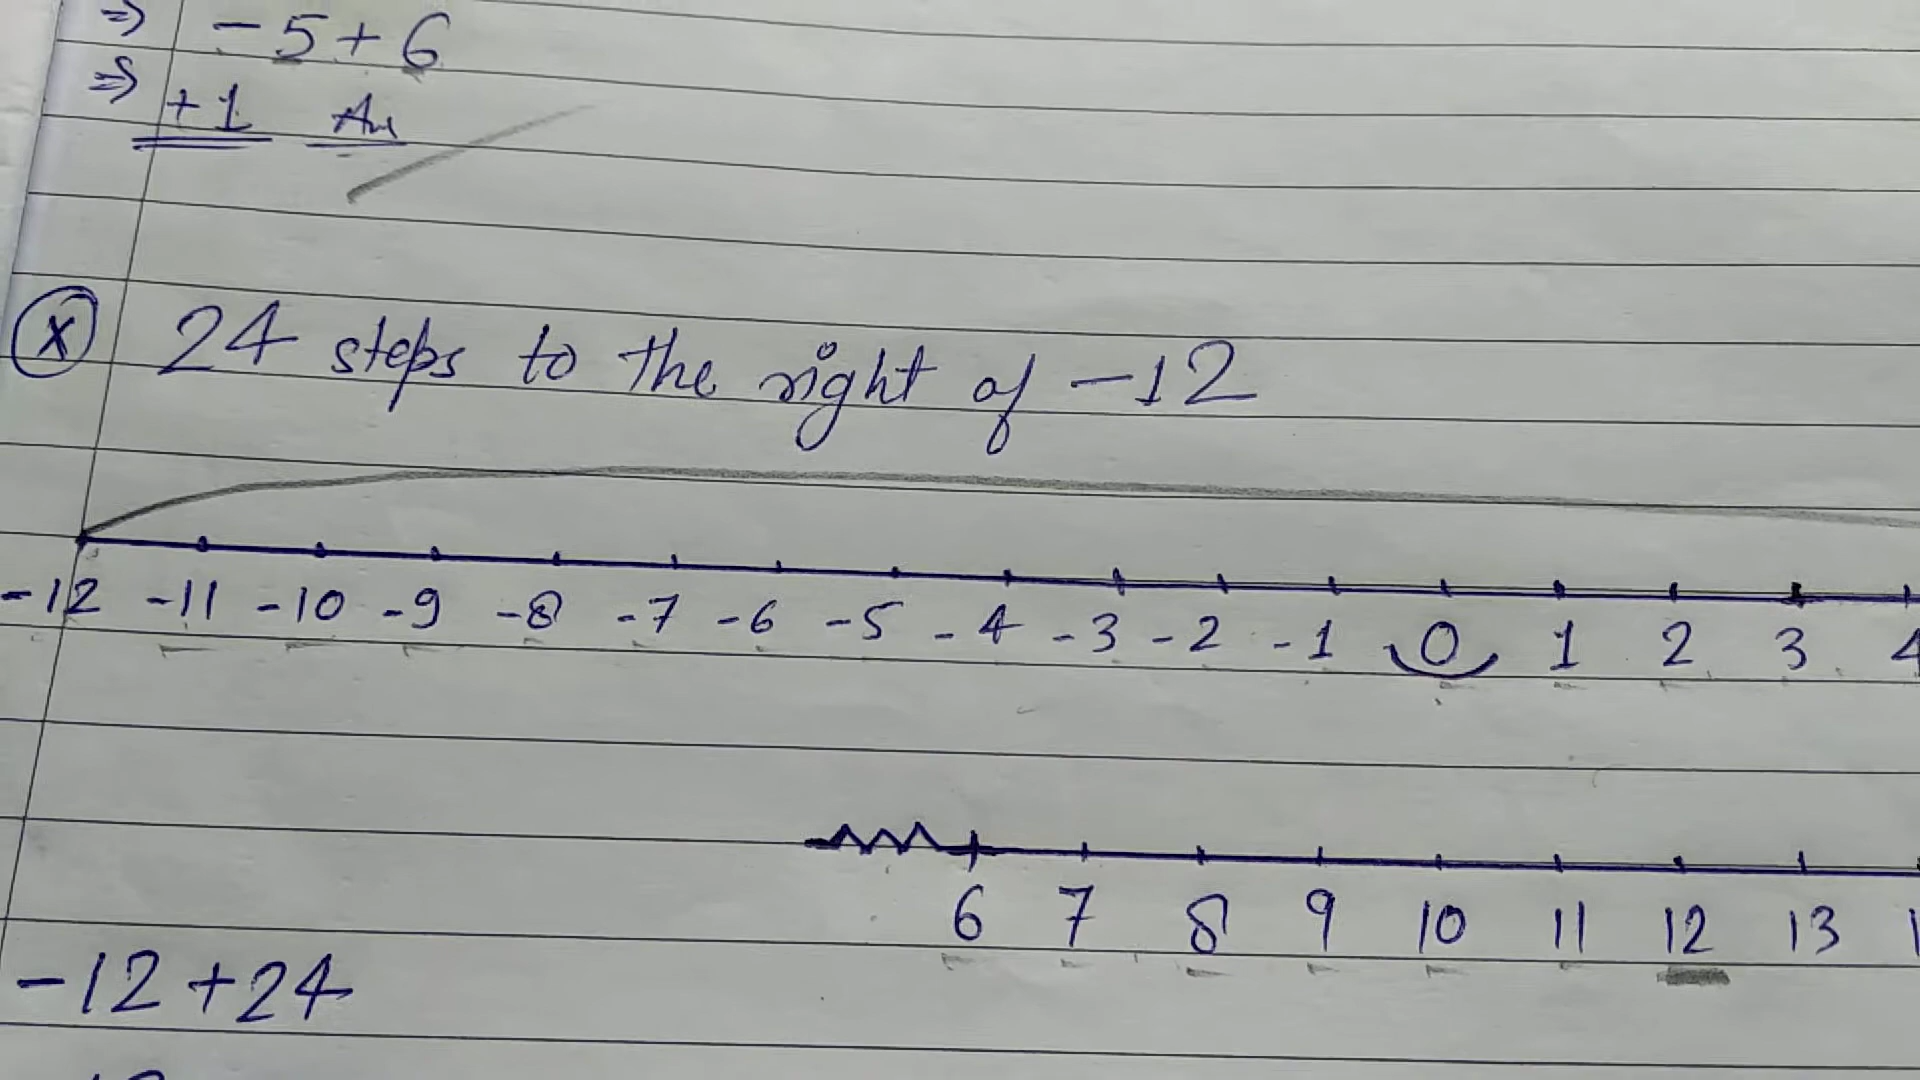 ⇒ -5+6
⇒ +1 Ans
(x) 24 steps to the right of -12
-12 -11 -10 -9 -8 -7 -6 -5 -4 -3 -2 -1 0 1 2 3 4
6 7 8 9 10 11 12 13
-12+24